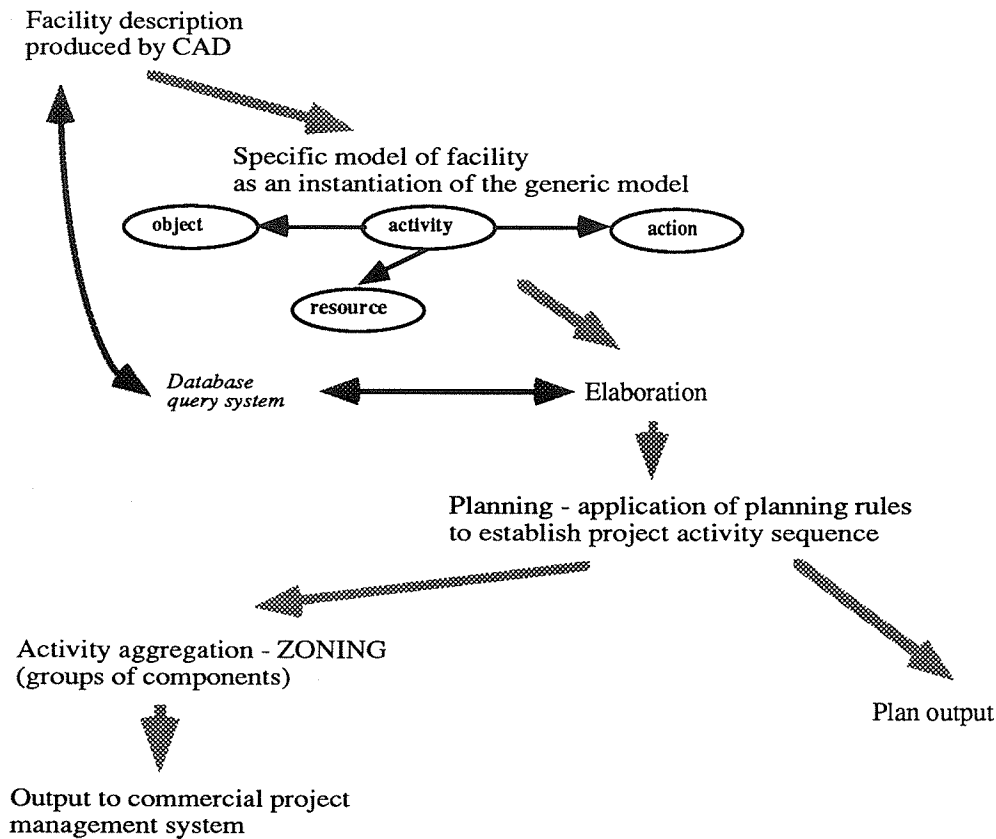 Facility description
produced by CAD
Specific model of facility
as an instantiation of the generic model
object
activity
action
resource
Database
query system
Elaboration
Planning - application of planning rules
to establish project activity sequence
Activity aggregation - ZONING
(groups of components)
Plan output
Output to commercial project
management system